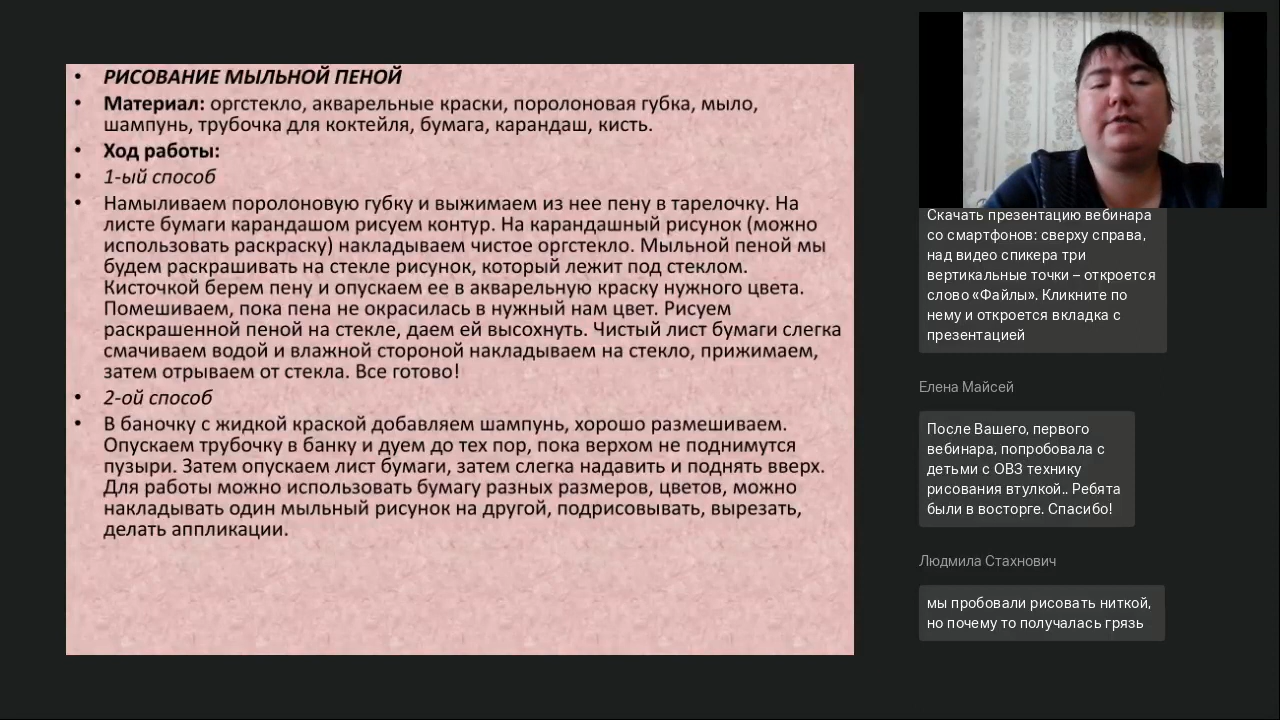 РИСОВАНИЕ МЫЛЬНОЙ ПЕНОЙ
Материал: оргстекло, акварельные краски, поролоновая губка, мыло,
шампунь, трубочка для коктейля, бумага, карандаш, кисть.
Ход работы:
1-ый способ
Намыливаем поролоновую губку и выжимаем из нее пену в тарелочку. На
листе бумаги карандашом рисуем контур. На карандашный рисунок (можно
использовать раскраску) накладываем чистое оргстекло. Мыльной пеной мы
будем раскрашивать на стекле рисунок, который лежит под стеклом.
Кисточкой берем пену и опускаем ее в акварельную краску нужного цвета.
Помешиваем, пока пена не окрасилась в нужный нам цвет. Рисуем
раскрашенной пеной на стекле, даем ей высохнуть. Чистый лист бумаги слегка
смачиваем водой и влажной стороной накладываем на стекло, прижимаем,
затем отрываем от стекла. Все готово!
2-ой способ
В баночку с жидкой краской добавляем шампунь, хорошо размешиваем.
Опускаем трубочку в банку и дуем до тех пор, пока верхом не поднимутся
пузыри. Затем опускаем лист бумаги, затем слегка надавить и поднять вверх.
Для работы можно использовать бумагу разных размеров, цветов, можно
накладывать один мыльный рисунок на другой, подрисовывать, вырезать,
делать аппликации.
Скачать презентацию вебинара
со смартфонов: сверху справа,
над видео спикера три
вертикальные точки – откроется
слово «Файлы». Кликните по
нему и откроется вкладка с
презентацией
Елена Майсей
После Вашего, первого
вебинара, попробовала с
детьми с ОВЗ технику
рисования втулкой.. Ребята
были в восторге. Спасибо!
Людмила Стахнович
мы пробовали рисовать ниткой,
но почему то получалась грязь